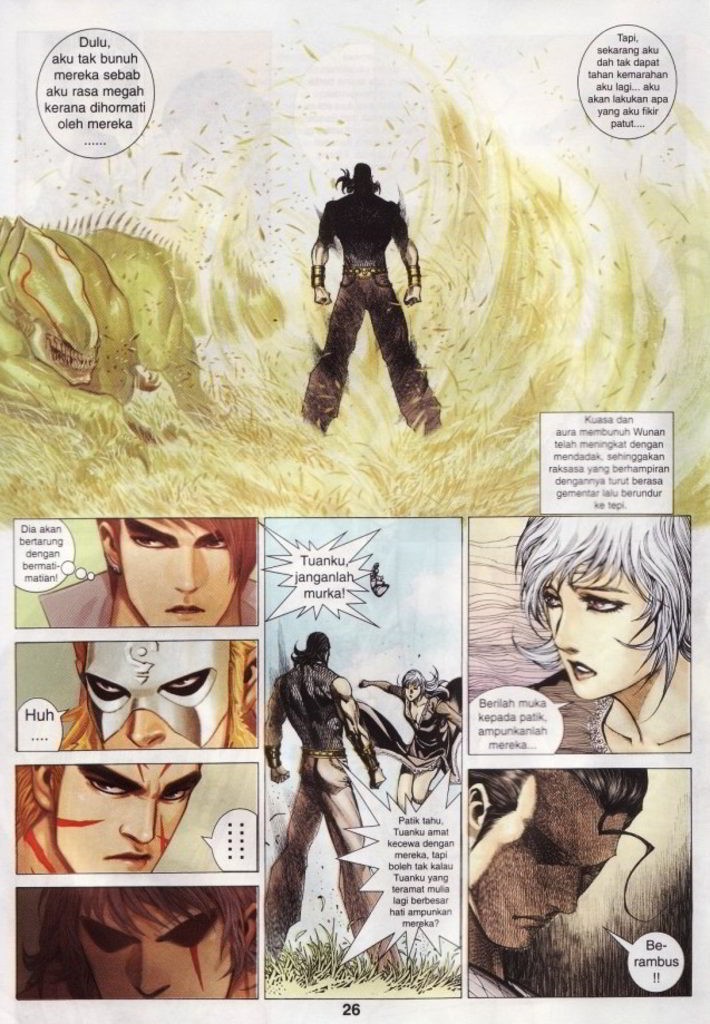 Dulu,
aku tak bunuh
mereka sebab
aku rasa megah
kerana dihormati
oleh mereka
......
Tapi,
sekarang aku
dah tak dapat
tahan kemarahan
aku lagi... aku
akan lakukan apa
yang aku fikir
patut....
Kuasa dan
aura membunuh Wunan
telah meningkat dengan
mendadak, sehinggakan
raksasa yang berhampiran
dengannya turut berasa
gementar lalu berundur
ke tepi.
Dia akan
bertarung
dengan
bermati-
matian!
Huh
....
Tuanku,
janganlah
murka!
Patik tahu,
Tuanku amat
kecewa dengan
mereka, tapi
boleh tak kalau
Tuanku yang
teramat mulia
lagi berbesar
hati ampunkan
mereka?
Berilah muka
kepada patik,
ampunkanlah
mereka...
Be-
rambus
!!
26